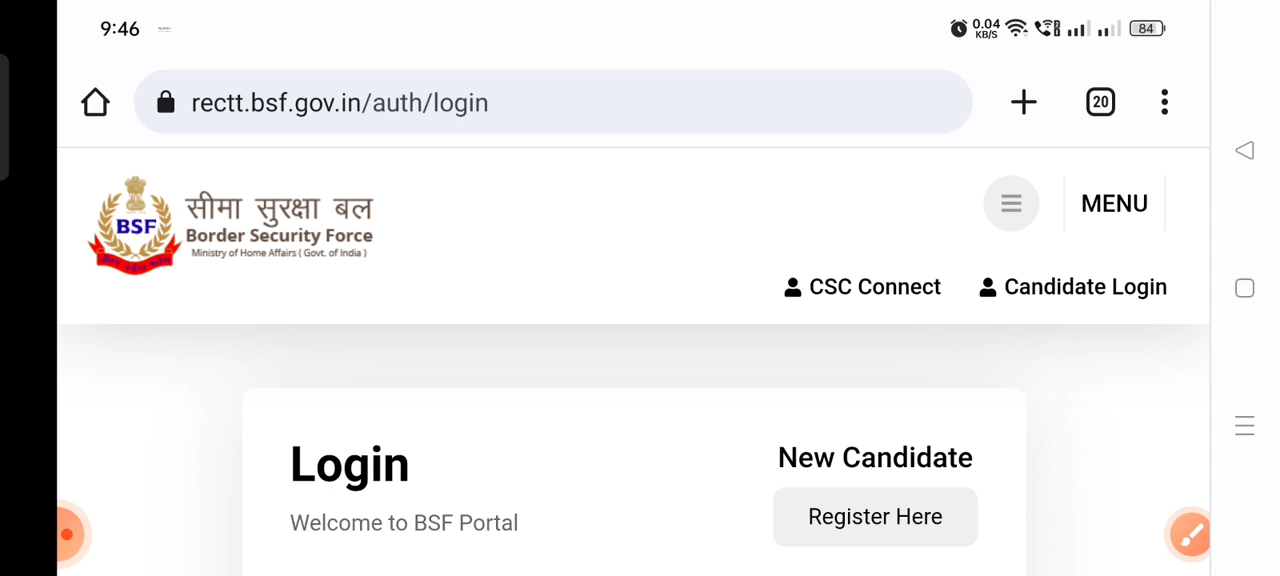 9:46
0.04
KB/S
84
rectt.bsf.gov.in/auth/login
20
BSF
सीमा सुरक्षा बल
Border Security Force
Ministry of Home Affairs ( Govt. of India )
MENU
CSC Connect
Candidate Login
Login
New Candidate
Welcome to BSF Portal
Register Here